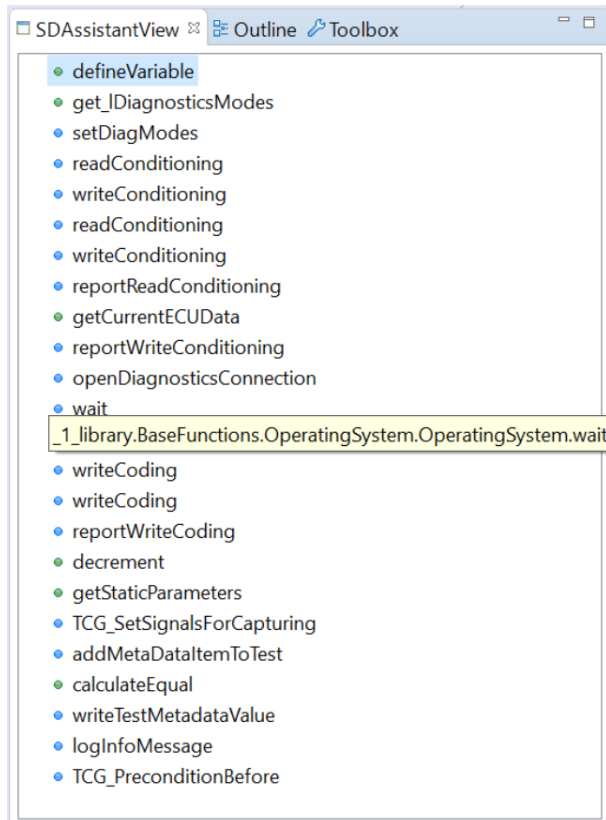 SDAssistantView Outline Toolbox
defineVariable
get_lDiagnosticsModes
setDiagModes
readConditioning
writeConditioning
readConditioning
writeConditioning
reportReadConditioning
getCurrentECUData
reportWriteConditioning
openDiagnosticsConnection
wait
_1_library.BaseFunctions.OperatingSystem.OperatingSystem.wait
writeCoding
writeCoding
reportWriteCoding
decrement
getStaticParameters
TCG_SetSignalsForCapturing
addMetaDataItemToTest
calculateEqual
writeTestMetadataValue
logInfoMessage
TCG_PreconditionBefore